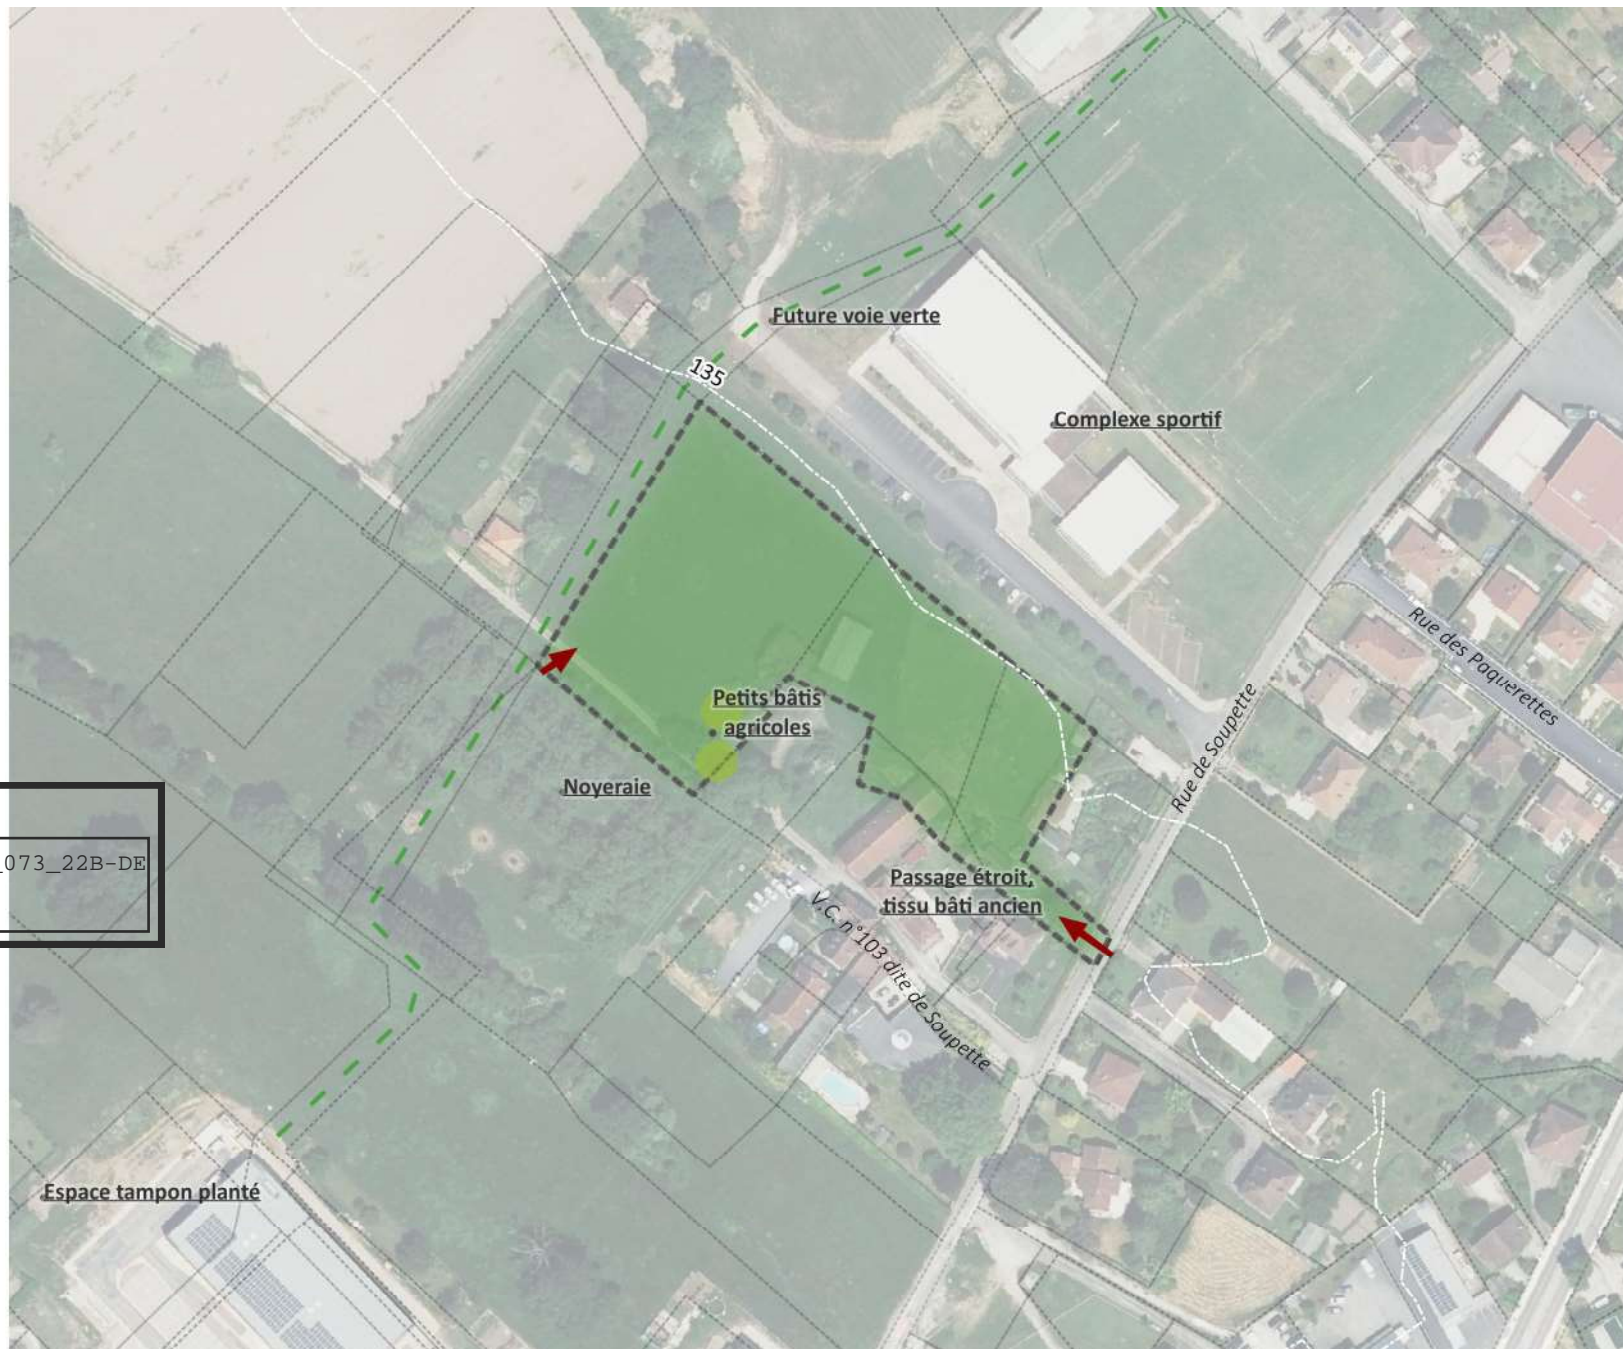 Future voie verte
135
Complexe sportif
Rue des Paquerettes
Petits bâtis
agricoles
Rue de Soupette
Noyeraie
073_22B-DE
Passage étroit,
tissu bâti ancien
V.C. n°103 dite de Soupette
Espace tampon planté